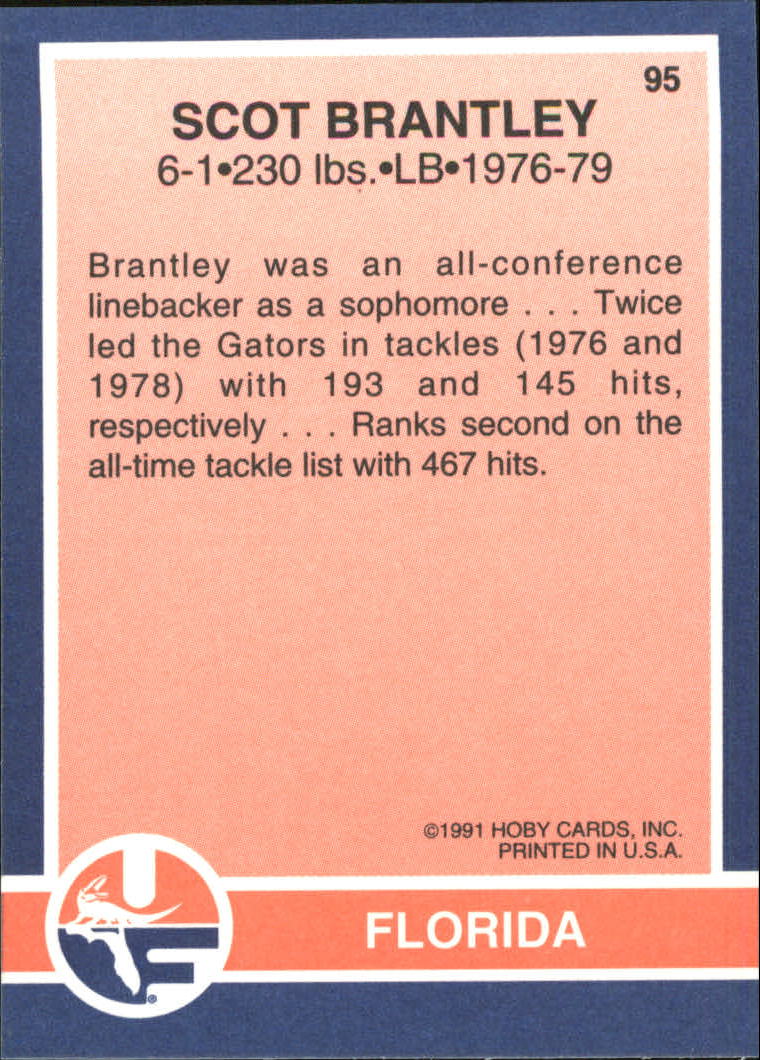 95
SCOT BRANTLEY
6-1•230 lbs.•LB•1976-79
Brantley was an all-conference
linebacker as a sophomore . . . Twice
led the Gators in tackles (1976 and
1978) with 193 and 145 hits,
respectively . . . Ranks second on the
all-time tackle list with 467 hits.
©1991 HOBY CARDS, INC.
PRINTED IN U.S.A.
UF®
FLORIDA